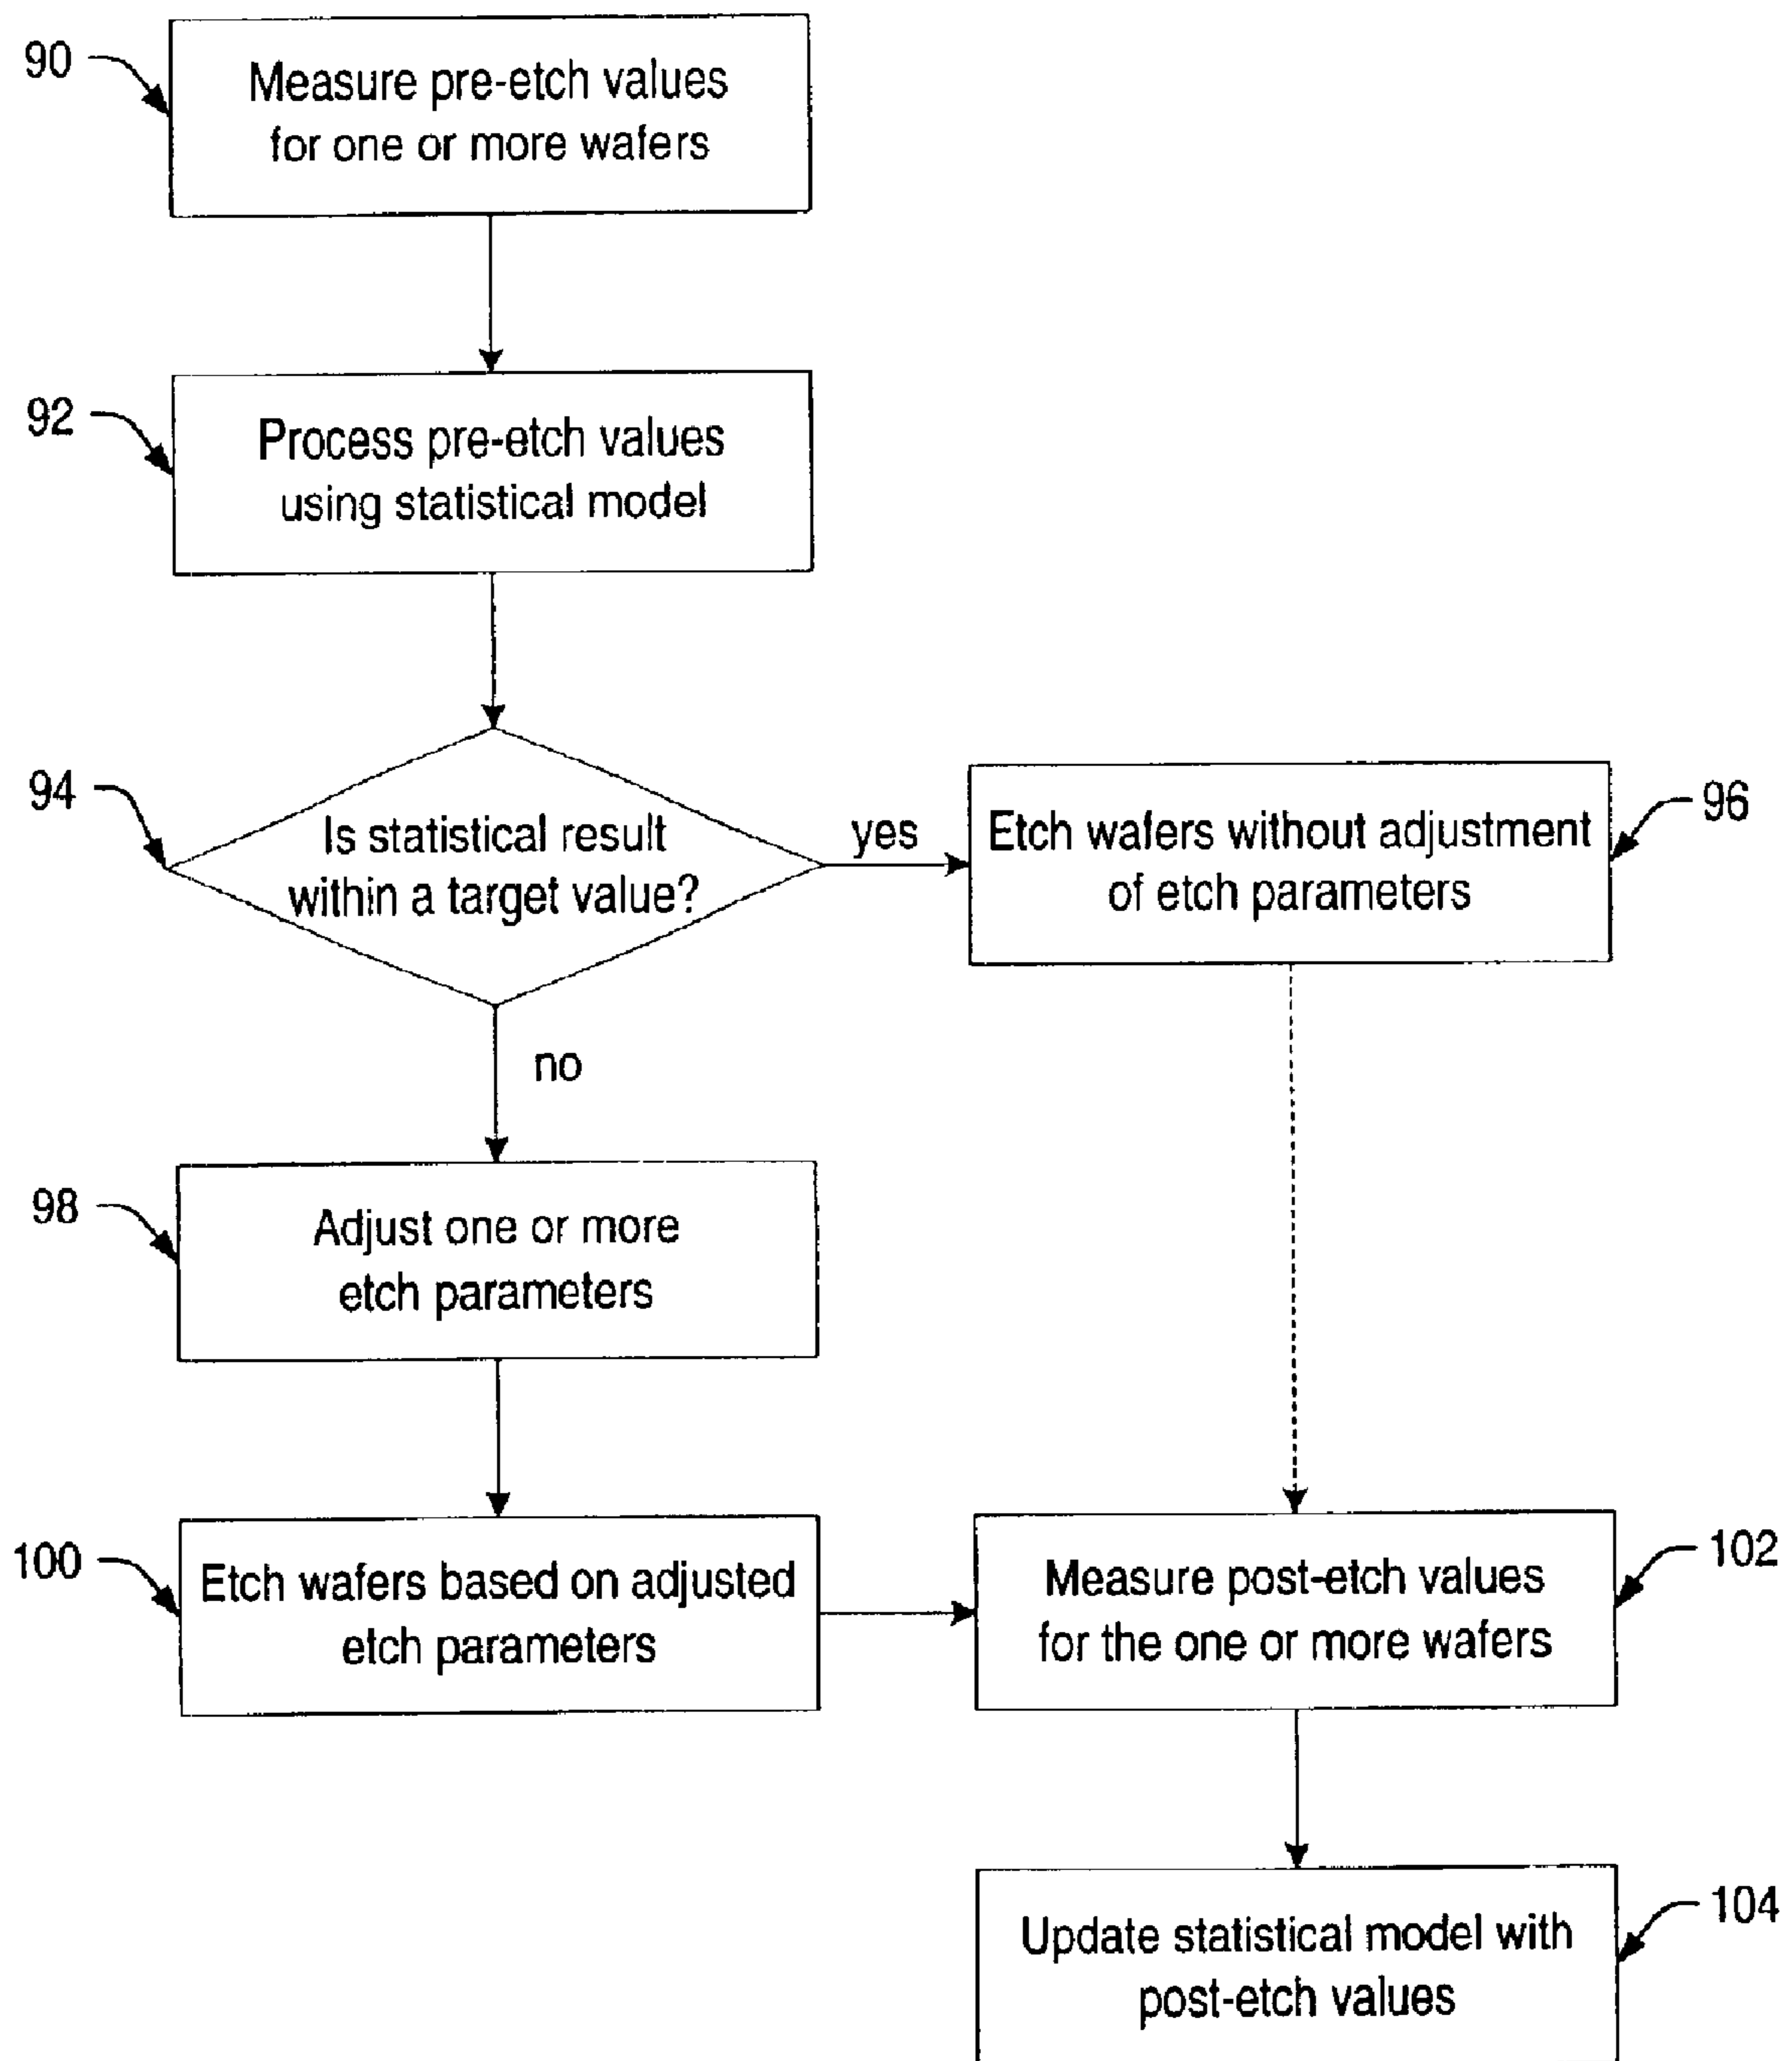 90
Measure pre-etch values
for one or more wafers
92
Process pre-etch values
using statistical model
94
Is statistical result
within a target value?
yes
Etch wafers without adjustment
of etch parameters
96
no
98
Adjust one or more
etch parameters
100
Etch wafers based on adjusted
etch parameters
Measure post-etch values
for the one or more wafers
102
Update statistical model with
post-etch values
104